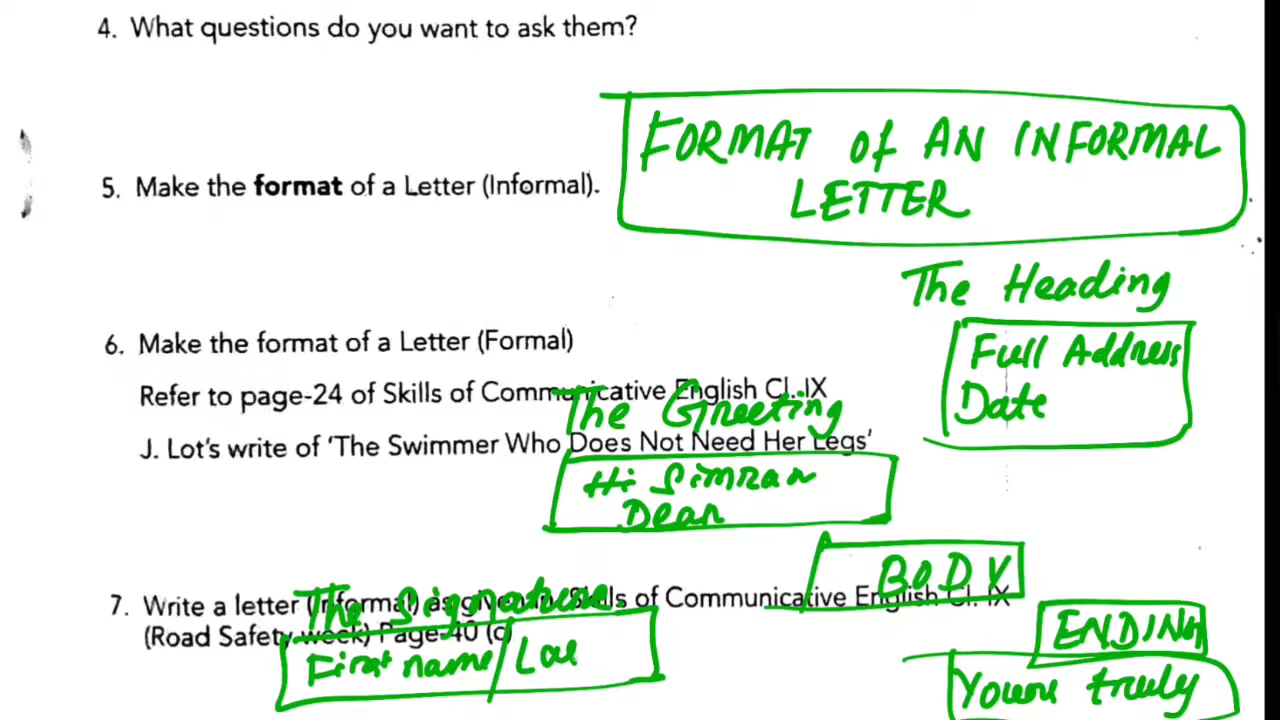 4. What questions do you want to ask them?
FORMAT of AN INFORMAL
LETTER
5. Make the format of a Letter (Informal).
The Heading
Full Address
Date
6. Make the format of a Letter (Formal)
Refer to page-24 of Skills of Communicative English Cl. IX
The Greeting
J. Lot's write of 'The Swimmer Who Does Not Need Her Legs'
Hi Simran
Dear
BODY
The Signature
7. Write a letter (Informal) as given in Skills of Communicative English Cl. IX
(Road Safety week) Page-40 (c)
ENDING
First name/
truly